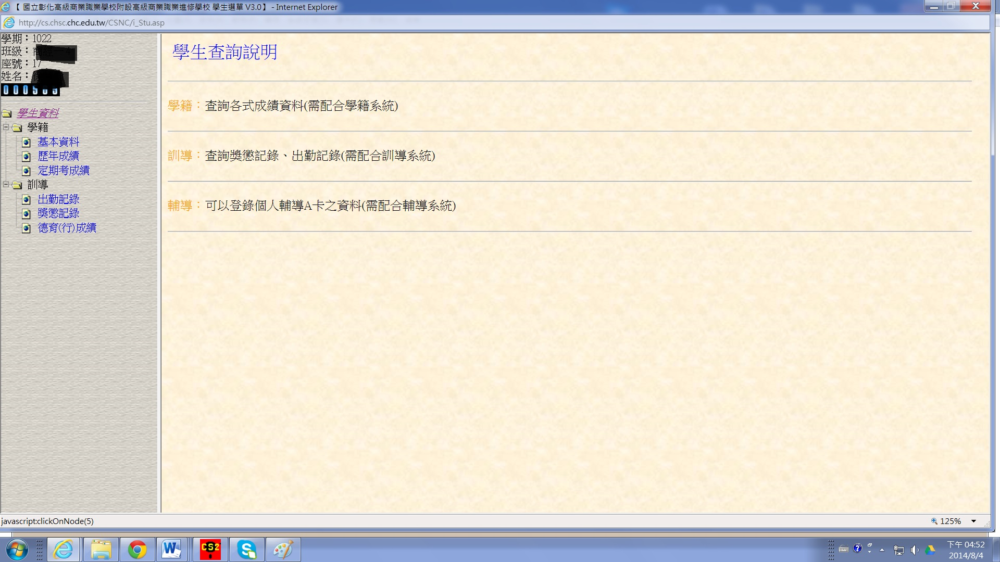 【 國立彰化高級商業職業學校附設高級商業職業進修學校 學生選單 V3.0】 - Internet Explorer
http://cs.chsc.chc.edu.tw/CSNC/i_Stu.asp
學期：1022
班級：
座號：17
姓名：
學生資料
學籍
基本資料
歷年成績
定期考成績
訓導
出勤記錄
獎懲記錄
德育(行)成績
學生查詢說明
學籍：查詢各式成績資料(需配合學籍系統)
訓導：查詢獎懲記錄、出勤記錄(需配合訓導系統)
輔導：可以登錄個人輔導A卡之資料(需配合輔導系統)
javascript:clickOnNode(5)
125%
CS2
下午 04:52
2014/8/4